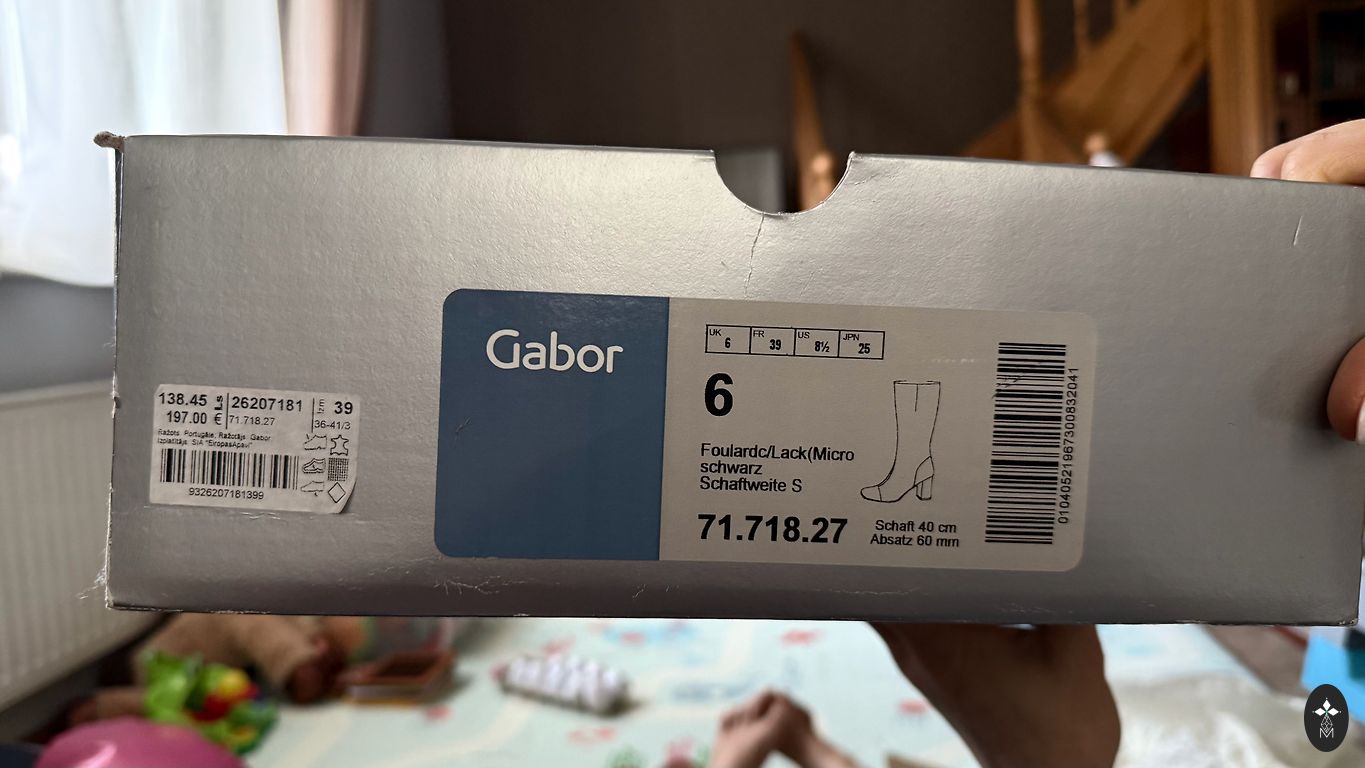 138.45 Ls
197.00 €
26207181
71.718.27
Izm
39
36-41/3
Ražots Portugāle; Ražotājs Gabor
Izplatītājs SIA "EiropasApavi"
9326207181399
Gabor
UK 6 FR 39 US 8½ JPN 25
6
Foulardc/Lack(Micro
schwarz
Schaftweite S
71.718.27
Schaft 40 cm
Absatz 60 mm
0104052196730083204​1
M